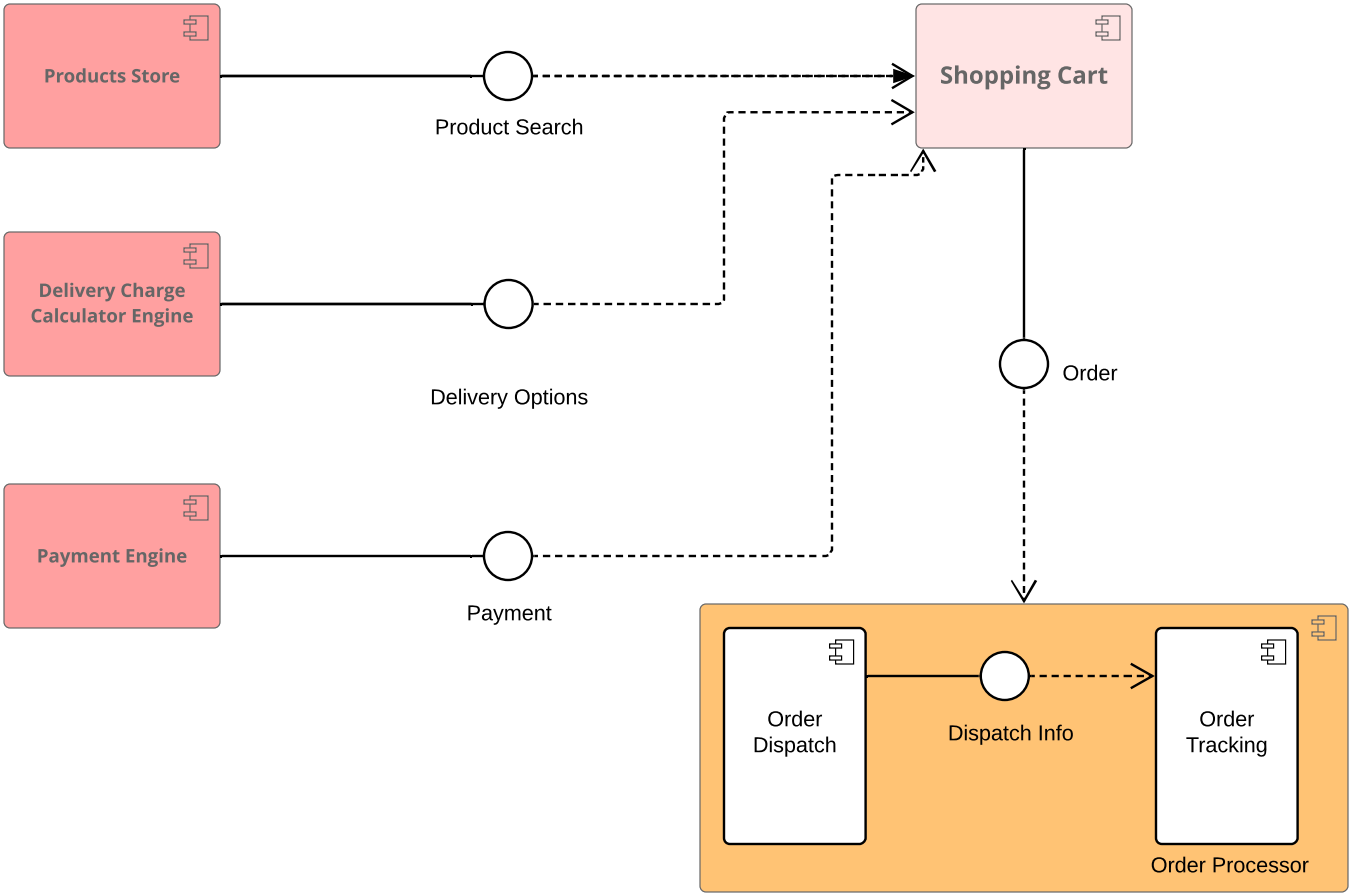 Products Store
Product Search
Shopping Cart
Delivery Charge
Calculator Engine
Delivery Options
Order
Payment Engine
Payment
Order
Dispatch
Dispatch Info
Order
Tracking
Order Processor